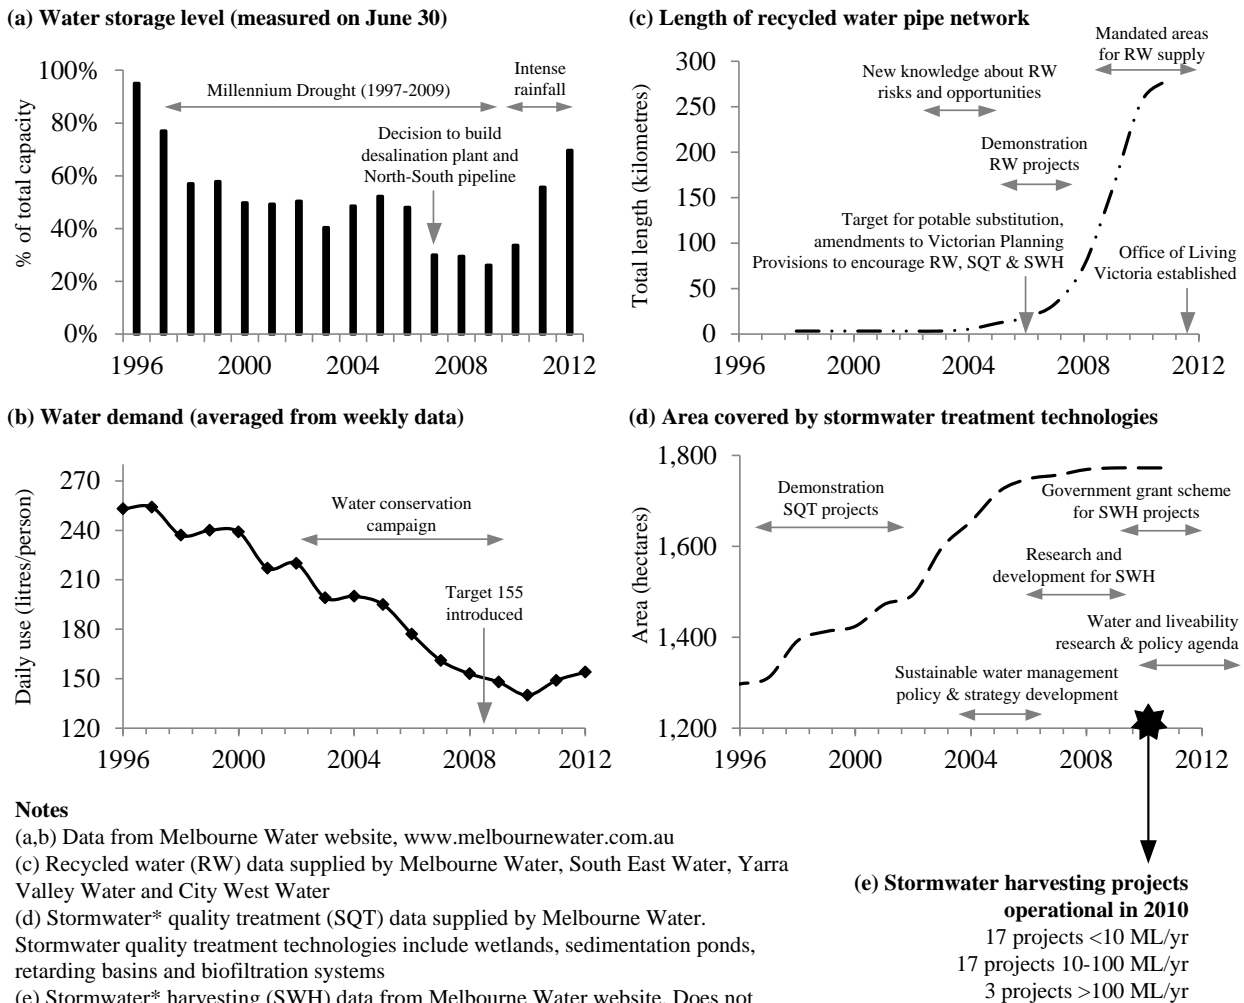 (a) Water storage level (measured on June 30)
100%
80%
60%
40%
20%
0%
% of total capacity
Millennium Drought (1997-2009)
Intense
rainfall
Decision to build
desalination plant and
North-South pipeline
1996
2000
2004
2008
2012
(c) Length of recycled water pipe network
300
250
200
150
100
50
0
Total length (kilometres)
Mandated areas
for RW supply
New knowledge about RW
risks and opportunities
Demonstration
RW projects
Target for potable substitution,
amendments to Victorian Planning
Provisions to encourage RW, SQT & SWH
Office of Living
Victoria established
1996
2000
2004
2008
2012
(b) Water demand (averaged from weekly data)
270
240
210
180
150
120
Daily use (litres/person)
Water conservation
campaign
Target 155
introduced
1996
2000
2004
2008
2012
(d) Area covered by stormwater treatment technologies
1,800
1,600
1,400
1,200
Area (hectares)
Demonstration
SQT projects
Government grant scheme
for SWH projects
Research and
development for SWH
Water and liveability
research & policy agenda
Sustainable water management
policy & strategy development
1996
2000
2004
2008
2012
Notes
(a,b) Data from Melbourne Water website, www.melbournewater.com.au
(c) Recycled water (RW) data supplied by Melbourne Water, South East Water, Yarra
Valley Water and City West Water
(d) Stormwater* quality treatment (SQT) data supplied by Melbourne Water.
Stormwater quality treatment technologies include wetlands, sedimentation ponds,
retarding basins and biofiltration systems
(e) Stormwater* harvesting (SWH) data from Melbourne Water website. Does not
(e) Stormwater harvesting projects
operational in 2010
17 projects <10 ML/yr
17 projects 10-100 ML/yr
3 projects >100 ML/yr